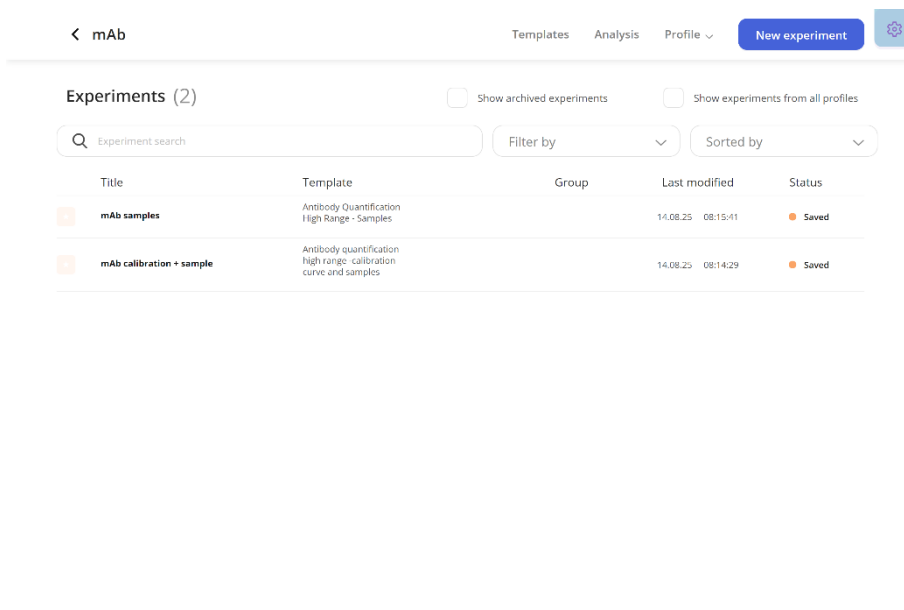 mAb
Templates Analysis Profile New experiment
Experiments (2)
Show archived experiments Show experiments from all profiles
Experiment search Filter by Sorted by
Title Template Group Last modified Status
mAb samples
Antibody Quantification
High Range - Samples
14.08.25 08:15:41 Saved
mAb calibration + sample
Antibody quantification
high range calibration
curve and samples
14.08.25 08:14:29 Saved